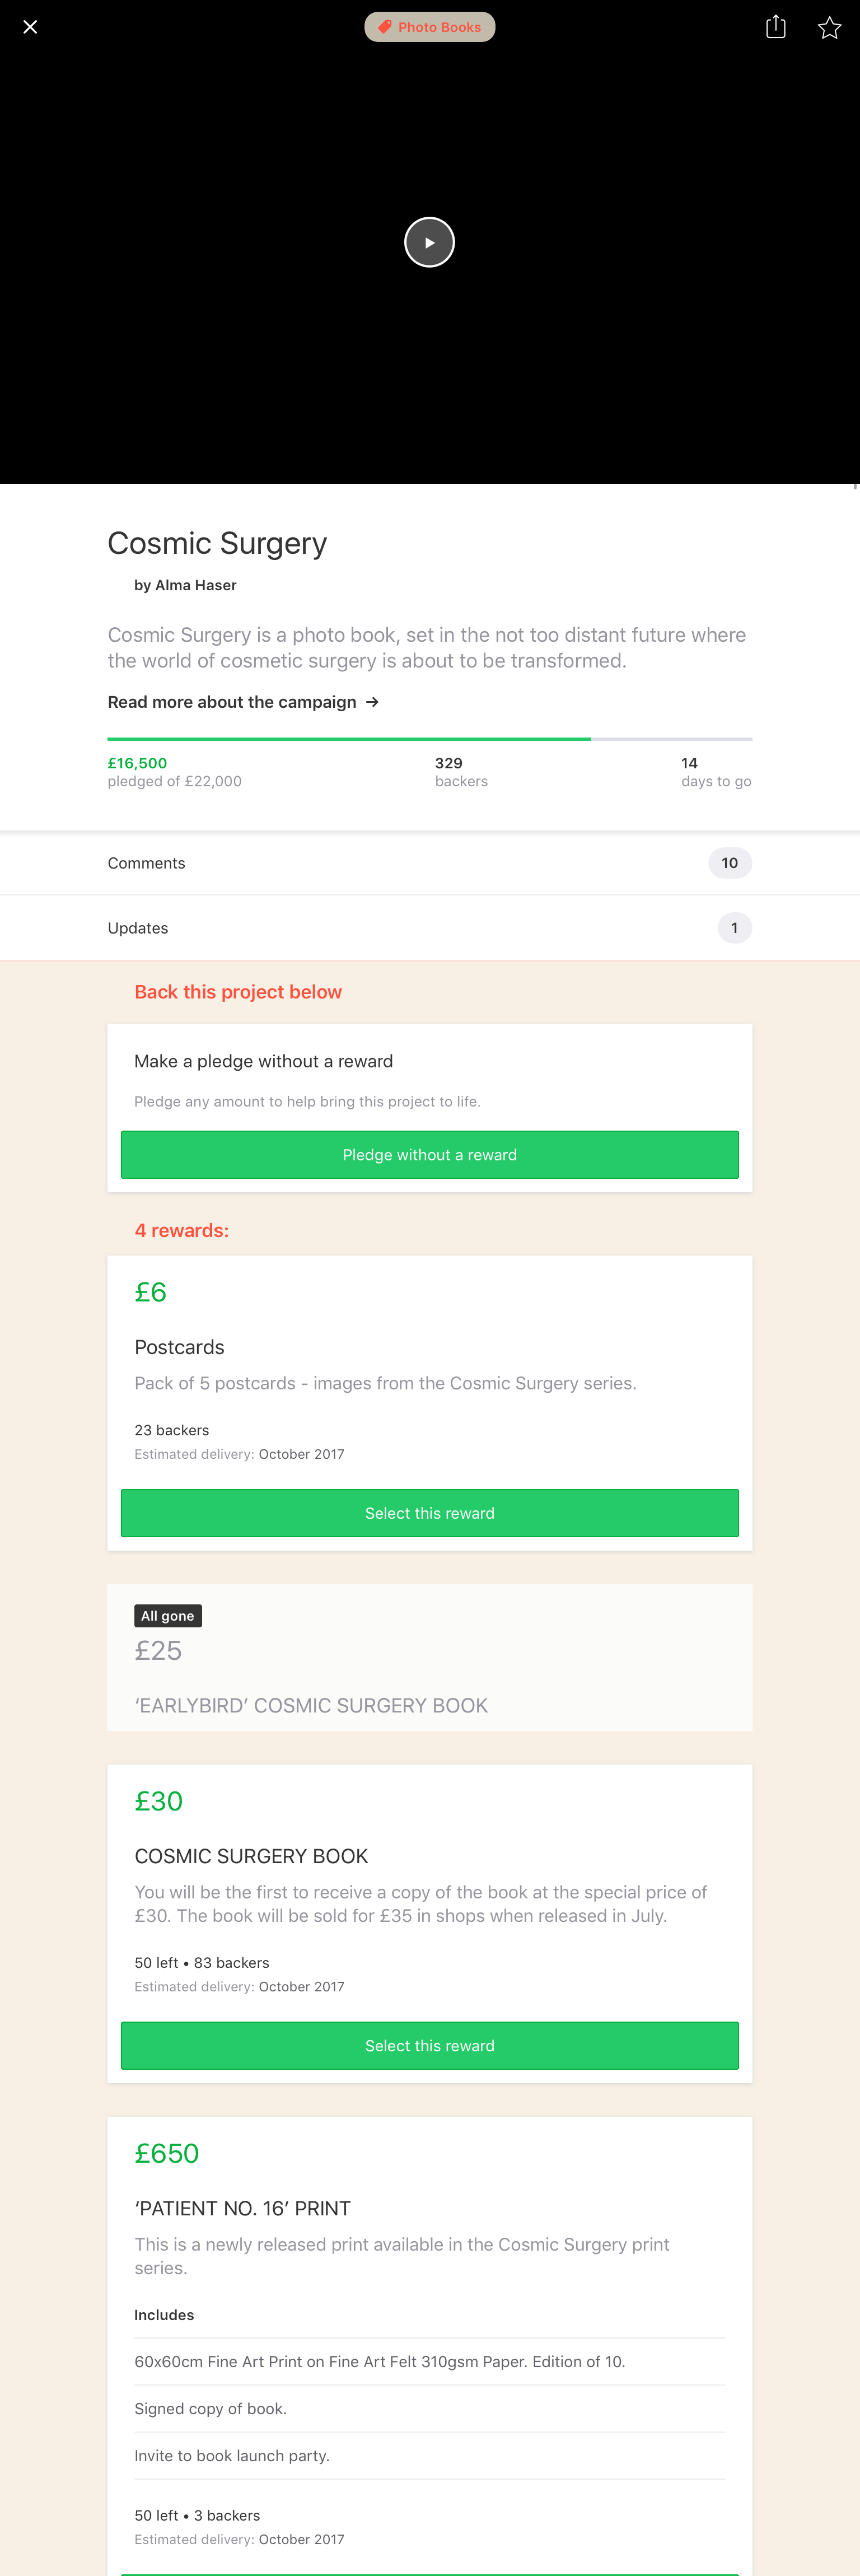 Photo Books
Cosmic Surgery
by Alma Haser
Cosmic Surgery is a photo book, set in the not too distant future where
the world of cosmetic surgery is about to be transformed.
Read more about the campaign →
£16,500
pledged of £22,000
329
backers
14
days to go
Comments
10
Updates
1
Back this project below
Make a pledge without a reward
Pledge any amount to help bring this project to life.
Pledge without a reward
4 rewards:
£6
Postcards
Pack of 5 postcards - images from the Cosmic Surgery series.
23 backers
Estimated delivery: October 2017
Select this reward
All gone
£25
‘EARLYBIRD’ COSMIC SURGERY BOOK
£30
COSMIC SURGERY BOOK
You will be the first to receive a copy of the book at the special price of
£30. The book will be sold for £35 in shops when released in July.
50 left • 83 backers
Estimated delivery: October 2017
Select this reward
£650
‘PATIENT NO. 16’ PRINT
This is a newly released print available in the Cosmic Surgery print
series.
Includes
60x60cm Fine Art Print on Fine Art Felt 310gsm Paper. Edition of 10.
Signed copy of book.
Invite to book launch party.
50 left • 3 backers
Estimated delivery: October 2017